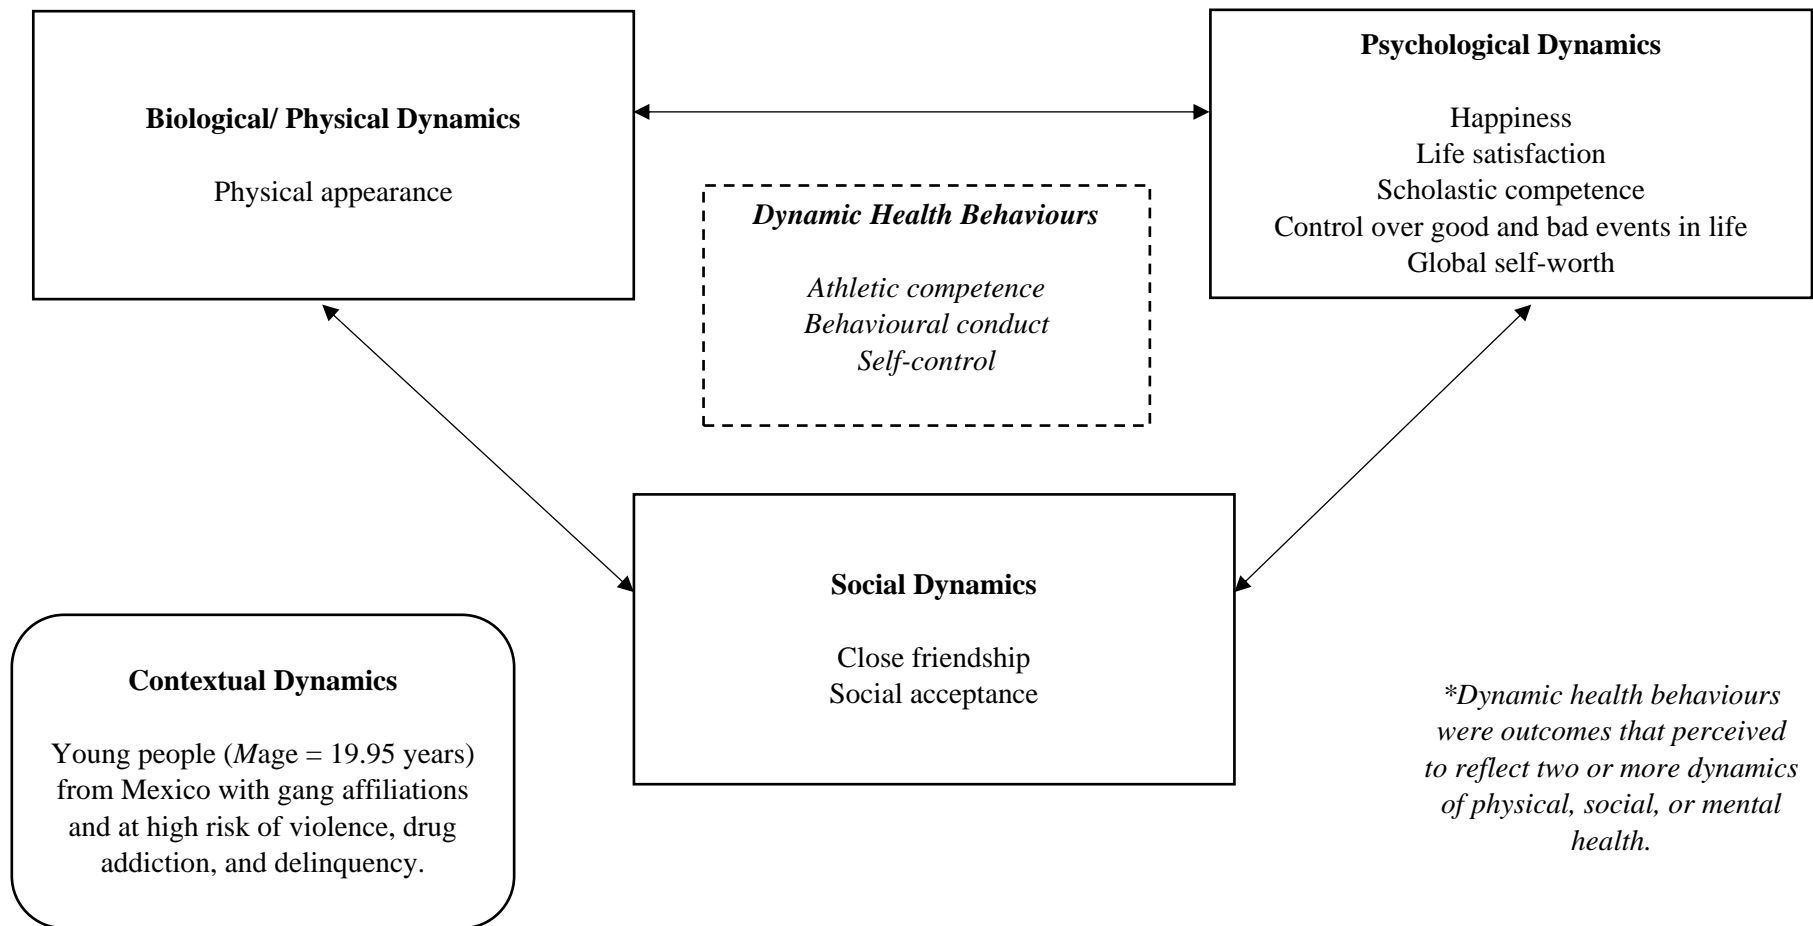 Biological/ Physical Dynamics
Physical appearance
Psychological Dynamics
Happiness
Life satisfaction
Scholastic competence
Control over good and bad events in life
Global self-worth
Dynamic Health Behaviours
Athletic competence
Behavioural conduct
Self-control
Social Dynamics
Close friendship
Social acceptance
Contextual Dynamics
Young people (Mage = 19.95 years)
from Mexico with gang affiliations
and at high risk of violence, drug
addiction, and delinquency.
*Dynamic health behaviours
were outcomes that perceived
to reflect two or more dynamics
of physical, social, or mental
health.